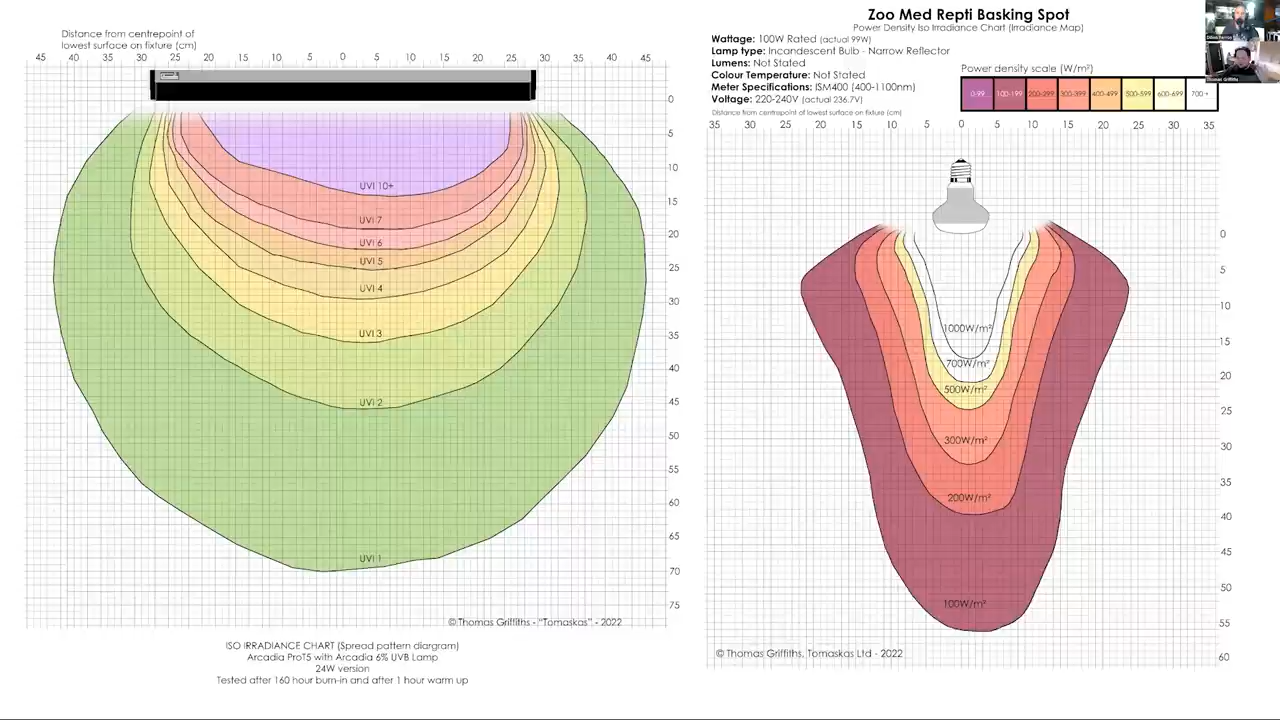 Distance from centrepoint of
lowest surface on fixture (cm)
45 40 35 30 25 20 15 10 5 0 5 10 15 20 25 30 35 40 45
0
5
10
15
20
25
30
35
40
45
50
55
60
65
70
75
UVI 10+
UVI 7
UVI 6
UVI 5
UVI 4
UVI 3
UVI 2
UVI 1
© Thomas Griffiths - “Tomaskas” - 2022
ISO IRRADIANCE CHART (Spread pattern diargram)
Arcadia ProT5 with Arcadia 6% UVB Lamp
24W version
Tested after 160 hour burn-in and after 1 hour warm up
Zoo Med Repti Basking Spot
Power Density Iso Irradiance Chart (Irradiance Map)
Wattage: 100W Rated (actual 99W)
Lamp type: Incandescent Bulb - Narrow Reflector
Lumens: Not Stated
Colour Temperature: Not Stated
Meter Specifications: ISM400 (400-1100nm)
Voltage: 220-240V (actual 236.7V)
Distance from centrepoint of lowest surface on fixture (cm)
Power density scale (W/m²)
0-99 100-199 200-299 300-399 400-499 500-599 600-699 700+
35 30 25 20 15 10 5 0 5 10 15 20 25 30 35
0
5
10
15
20
25
30
35
40
45
50
55
60
1000W/m²
700W/m²
500W/m²
300W/m²
200W/m²
100W/m²
© Thomas Griffiths, Tomaskas Ltd - 2022
Thomas Griffiths